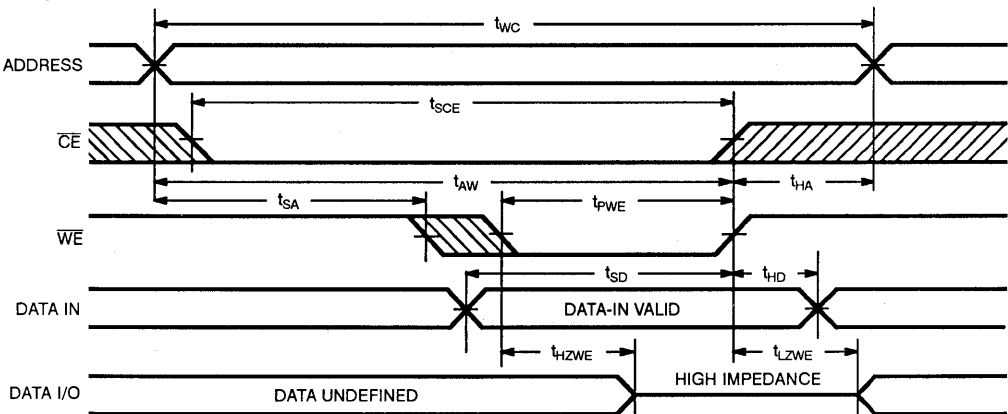 tWC
ADDRESS
tSCE
CE
tAW
tHA
tSA
tPWE
WE
tSD
tHD
DATA IN
DATA-IN VALID
tHZWE
tLZWE
HIGH IMPEDANCE
DATA I/O
DATA UNDEFINED